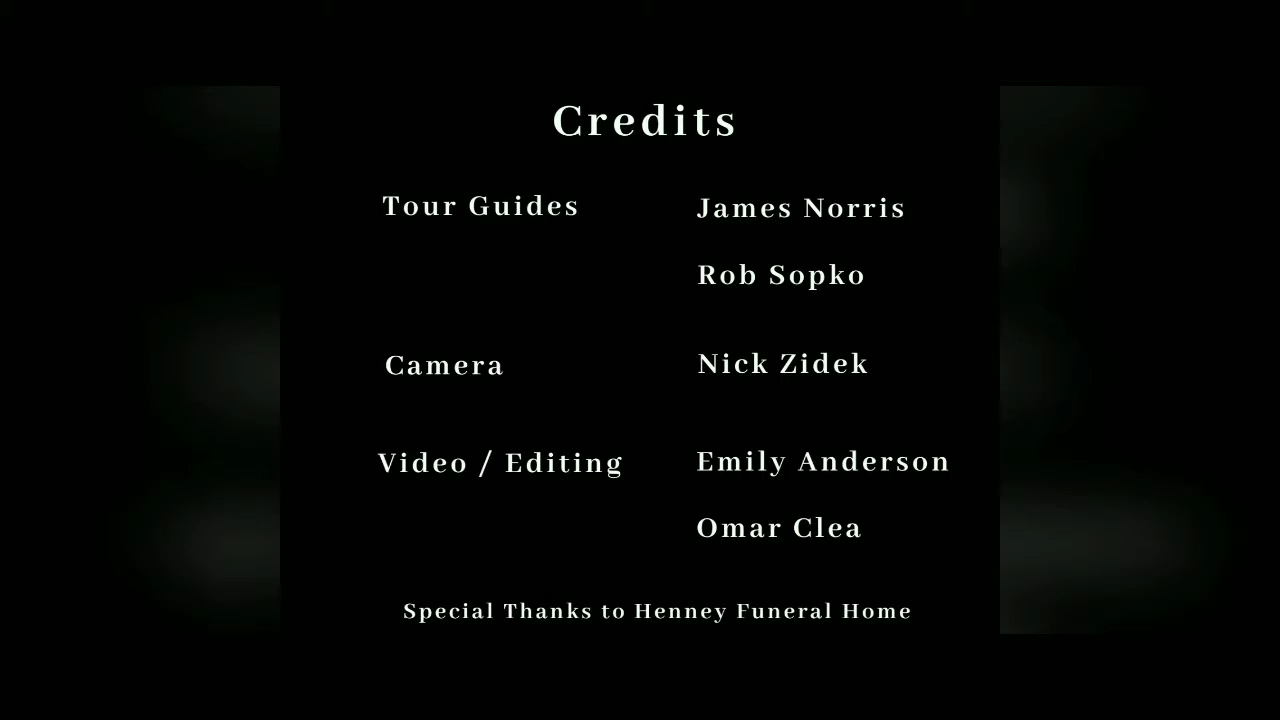 Credits
Tour Guides James Norris
Rob Sopko
Camera Nick Zidek
Video / Editing Emily Anderson
Omar Clea
Special Thanks to Henney Funeral Home